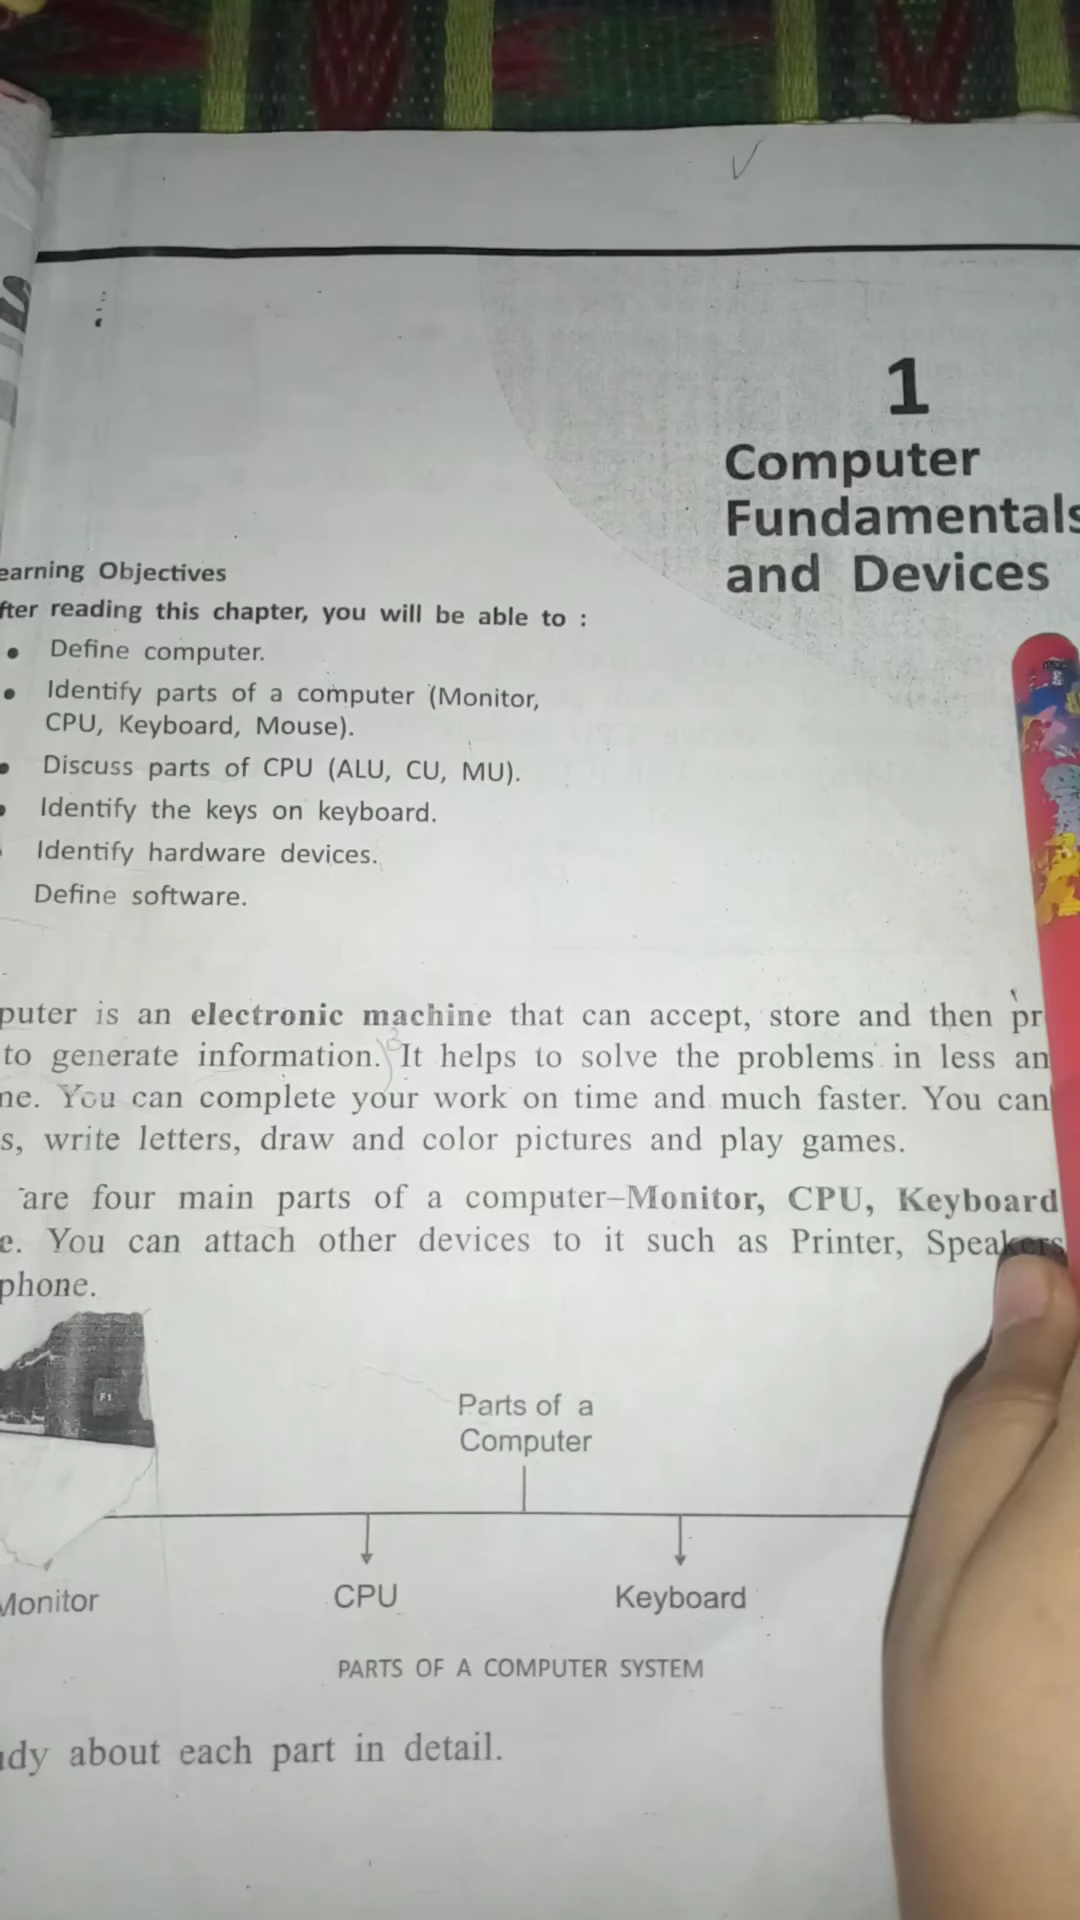 1
Computer
Fundamentals
and Devices
earning Objectives
fter reading this chapter, you will be able to :
• Define computer.
• Identify parts of a computer (Monitor,
CPU, Keyboard, Mouse).
• Discuss parts of CPU (ALU, CU, MU).
• Identify the keys on keyboard.
Identify hardware devices.
Define software.
puter is an electronic machine that can accept, store and then pr
to generate information. It helps to solve the problems in less an
ne. You can complete your work on time and much faster. You can
s, write letters, draw and color pictures and play games.
are four main parts of a computer–Monitor, CPU, Keyboard
e. You can attach other devices to it such as Printer, Speakers
phone.
F1
Parts of a
Computer
Monitor CPU Keyboard
PARTS OF A COMPUTER SYSTEM
udy about each part in detail.